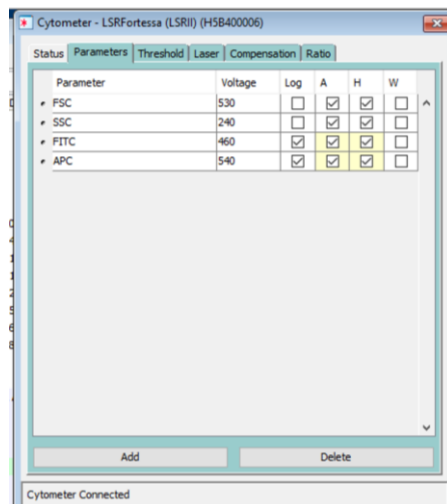 Cytometer - LSRFortessa (LSRII) (H5B400006)
Status Parameters Threshold Laser Compensation Ratio
Parameter Voltage Log A H W
FSC 530
SSC 240
FITC 460
APC 540
Add Delete
Cytometer Connected